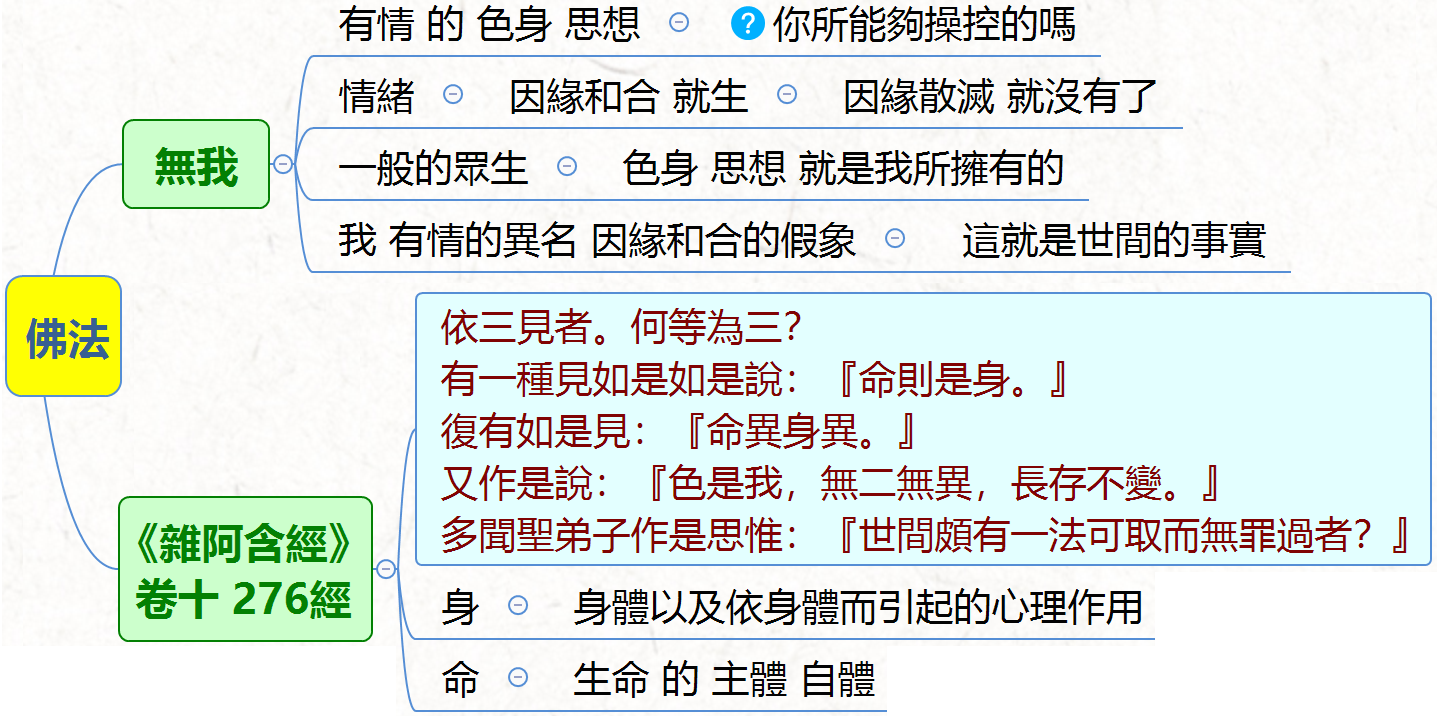 佛法
無我
有情 的 色身 思想 ? 你所能夠操控的嗎
情緒 因緣和合 就生 因緣散滅 就沒有了
一般的眾生 色身 思想 就是我所擁有的
我 有情的異名 因緣和合的假象 這就是世間的事實
《雜阿含經》
卷十 276經
依三見者。何等為三？
有一種見如是如是說：『命則是身。』
復有如是見：『命異身異。』
又作是說：『色是我，無二無異，長存不變。』
多聞聖弟子作是思惟：『世間頗有一法可取而無罪過者？』
身 身體以及依身體而引起的心理作用
命 生命 的 主體 自體